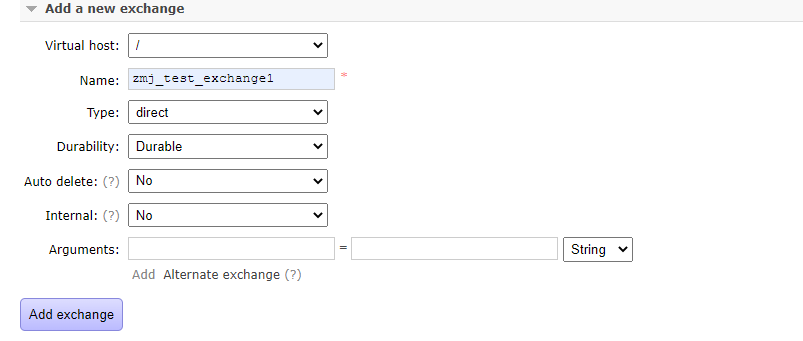 Add a new exchange
Virtual host: /
Name: zmj_test_exchange1 *
Type: direct
Durability: Durable
Auto delete: (?) No
Internal: (?) No
Arguments: = String
Add Alternate exchange (?)
Add exchange